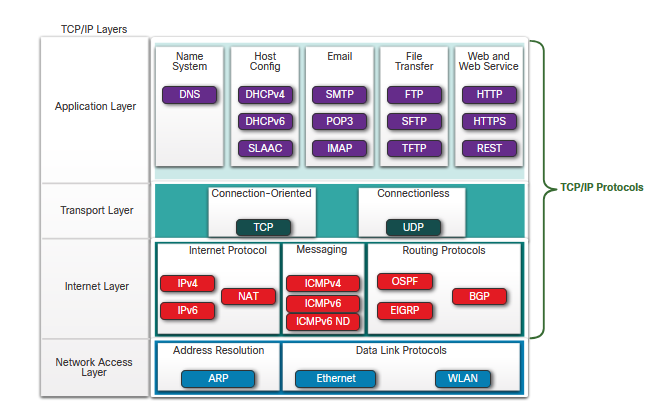 TCP/IP Layers
Name
System
Host
Config
Email
File
Transfer
Web and
Web Service
Application Layer
DNS
DHCPv4
SMTP
FTP
HTTP
DHCPv6
POP3
SFTP
HTTPS
SLAAC
IMAP
TFTP
REST
TCP/IP Protocols
Transport Layer
Connection-Oriented
Connectionless
TCP
UDP
Internet Layer
Internet Protocol
Messaging
Routing Protocols
IPv4
NAT
IPv6
ICMPv4
ICMPv6
ICMPv6 ND
OSPF
BGP
EIGRP
Network Access
Layer
Address Resolution
Data Link Protocols
ARP
Ethernet
WLAN